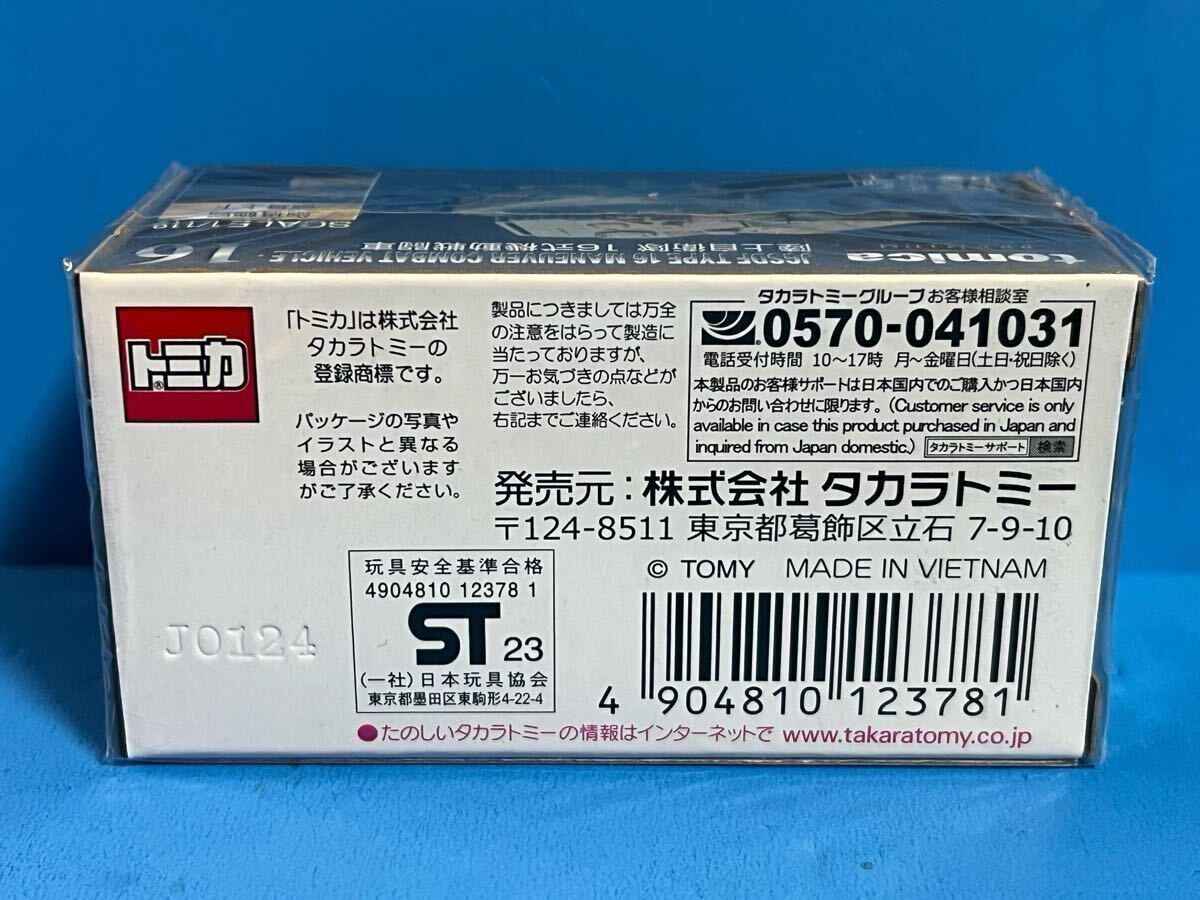 tomica
PREMIUM
陸上自衛隊 16式機動戦闘車
JGSDF TYPE 16 MANEUVER COMBAT VEHICLE
16
SCALE 1/119
トミカ
®
「トミカ」は株式会社
タカラトミーの
登録商標です。
パッケージの写真や
イラストと異なる
場合がございます
がご了承ください。
製品につきましては万全
の注意をはらって製造に
当たっておりますが、
万一お気づきの点などが
ございましたら、
右記までご連絡ください。
タカラトミーグループお客様相談室
0570-041031
電話受付時間 10〜17時 月〜金曜日(土日・祝日除く)
本製品のお客様サポートは日本国内でのご購入かつ日本国内
からのお問い合わせに限ります。(Customer service is only
available in case this product purchased in Japan and
inquired from Japan domestic.) タカラトミーサポート 検索
発売元:株式会社 タカラトミー
〒124-8511 東京都葛飾区立石 7-9-10
© TOMY MADE IN VIETNAM
玩具安全基準合格
4904810 12378 1
ST 23
(一社)日本玩具協会
東京都墨田区東駒形4-22-4
J0124
4 904810 123781
●たのしいタカラトミーの情報はインターネットで www.takaratomy.co.jp